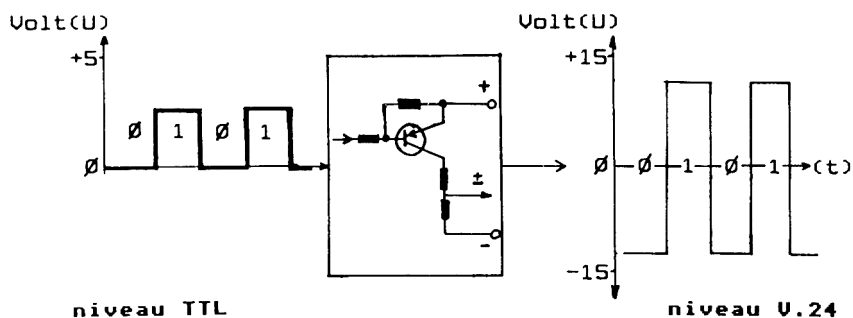 Volt(U)
+5
Ø
Ø 1 Ø 1
+
±
-
niveau TTL
Volt(U)
+15
Ø Ø 1 Ø 1 (t)
-15
niveau V.24